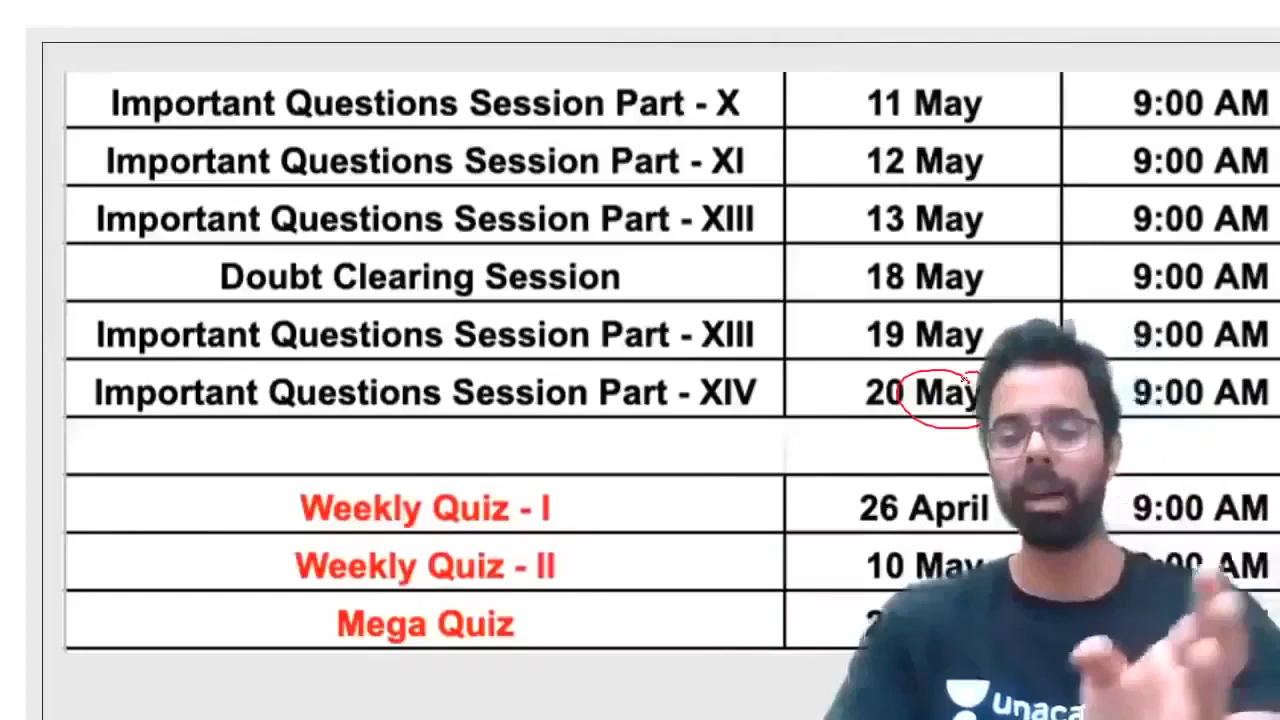 Important Questions Session Part - X 11 May 9:00 AM
Important Questions Session Part - XI 12 May 9:00 AM
Important Questions Session Part - XIII 13 May 9:00 AM
Doubt Clearing Session 18 May 9:00 AM
Important Questions Session Part - XIII 19 May 9:00 AM
Important Questions Session Part - XIV 20 May 9:00 AM
Weekly Quiz - I 26 April 9:00 AM
Weekly Quiz - II 10 May AM
Mega Quiz
unaca